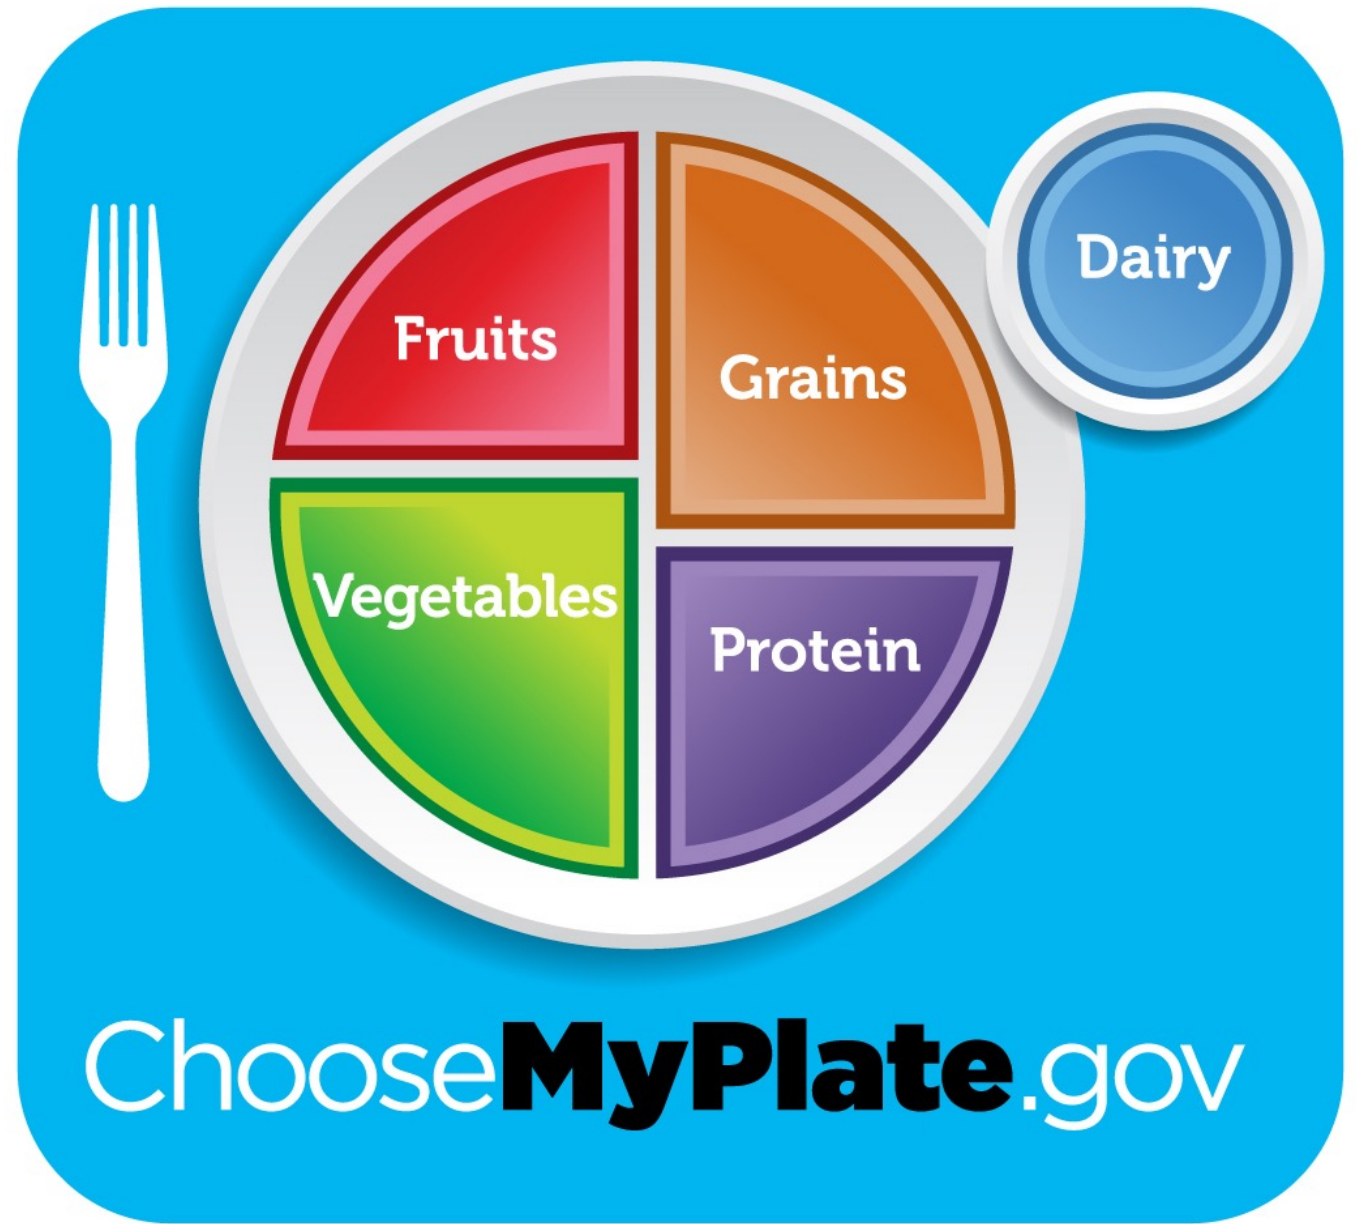 Fruits
Grains
Dairy
Vegetables
Protein
ChooseMyPlate.gov